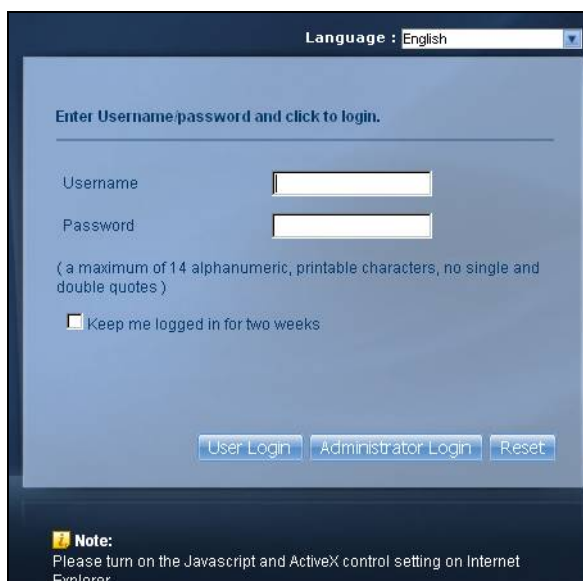 Language : English
Enter Username/password and click to login.
Username
Password
( a maximum of 14 alphanumeric, printable characters, no single and
double quotes )
Keep me logged in for two weeks
User Login Administrator Login Reset
Note:
Please turn on the Javascript and ActiveX control setting on Internet
Explorer